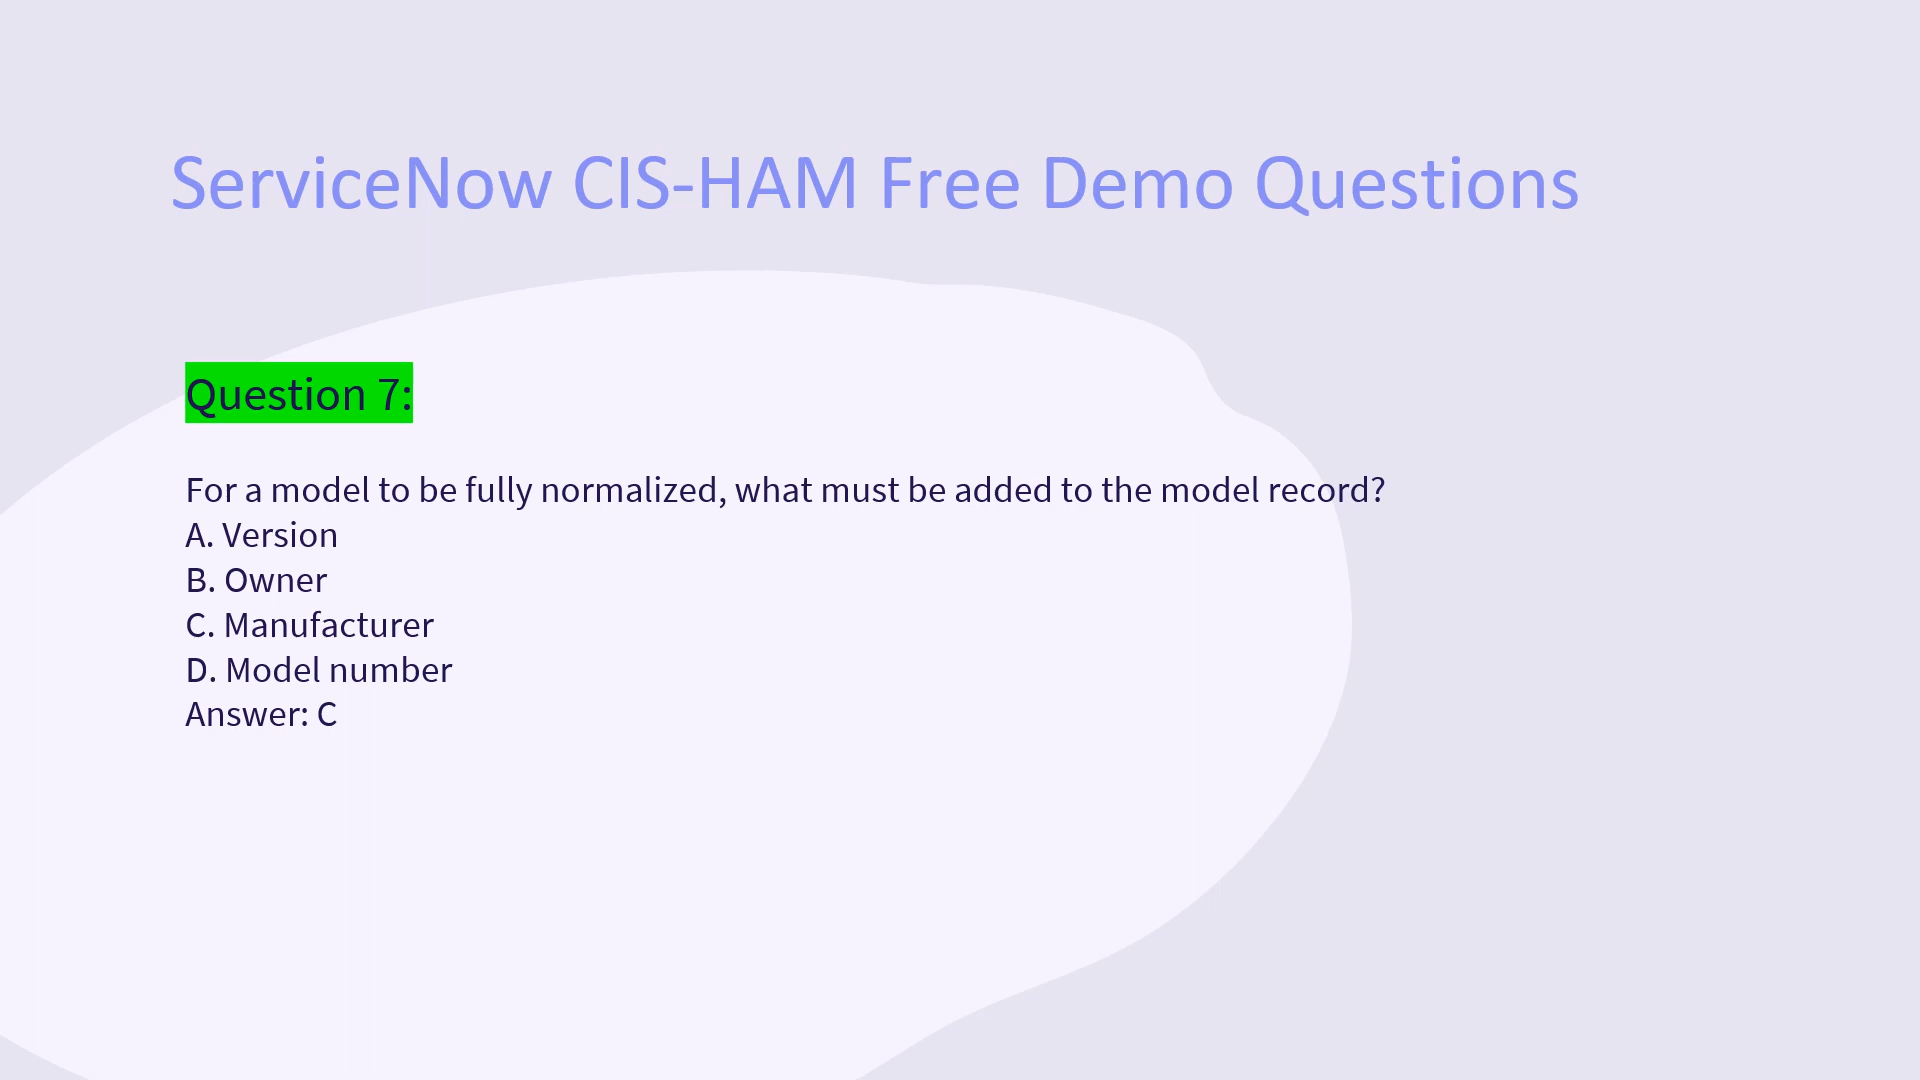 ServiceNow CIS-HAM Free Demo Questions
Question 7:
For a model to be fully normalized, what must be added to the model record?
A. Version
B. Owner
C. Manufacturer
D. Model number
Answer: C